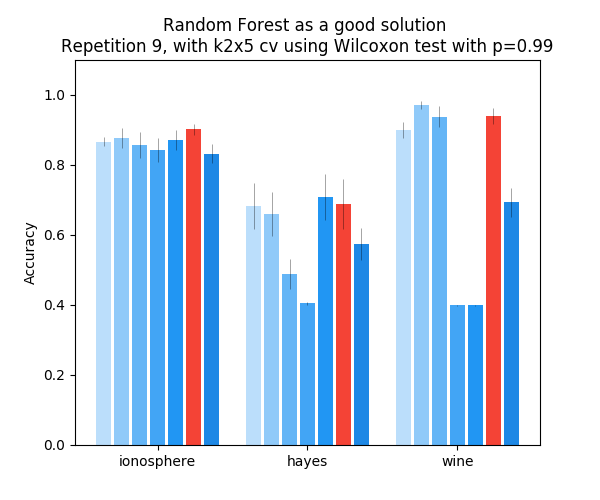 Random Forest as a good solution
Repetition 9, with k2x5 cv using Wilcoxon test with p=0.99
1.0
0.8
0.6
0.4
0.2
0.0
Accuracy
ionosphere
hayes
wine